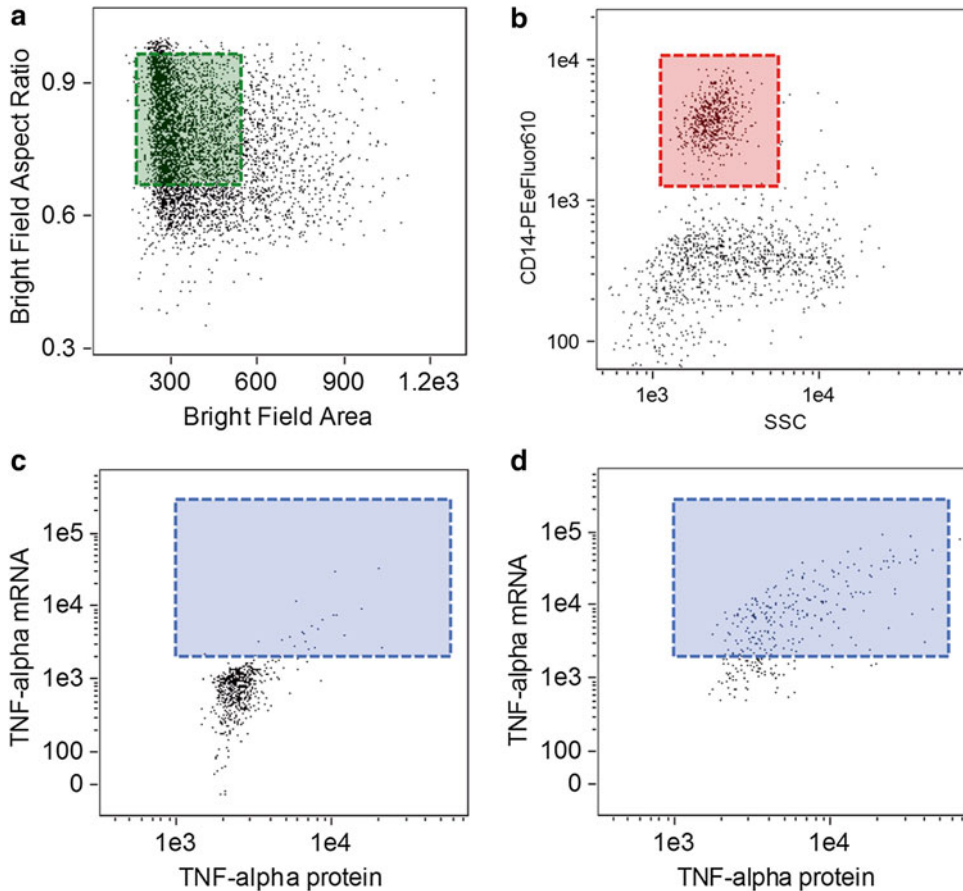 a
Bright Field Aspect Ratio
0.9
0.6
0.3
300 600 900 1.2e3
Bright Field Area
b
CD14-PEeFluor610
1e4
1e3
100
1e3 1e4
SSC
c
TNF-alpha mRNA
1e5
1e4
1e3
100
0
1e3 1e4
TNF-alpha protein
d
TNF-alpha mRNA
1e5
1e4
1e3
100
0
1e3 1e4
TNF-alpha protein